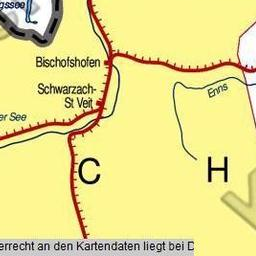 gssee
Bischofshofen
Enns
Schwarzach-
St Veit
er See
C
H
errecht an den Kartendaten liegt bei D